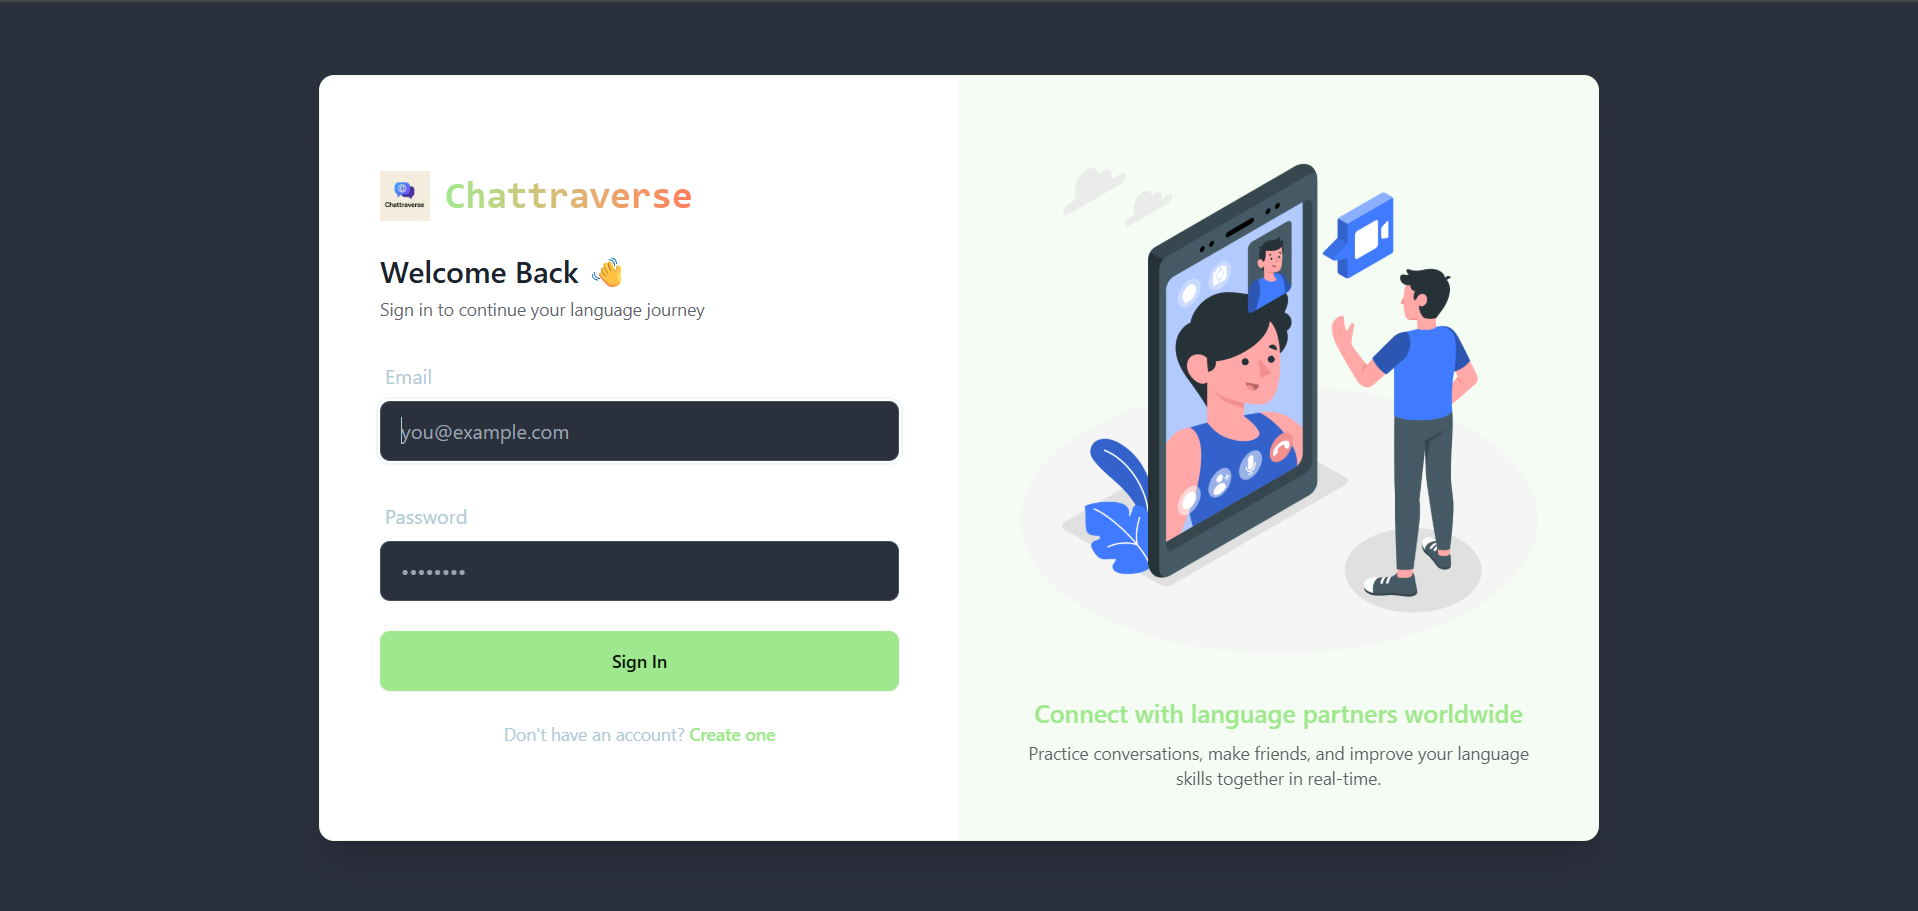 Chattraverse
Chattraverse
Welcome Back 👋
Sign in to continue your language journey
Email
you@example.com
Password
••••••••
Sign In
Don't have an account? Create one
Connect with language partners worldwide
Practice conversations, make friends, and improve your language
skills together in real-time.